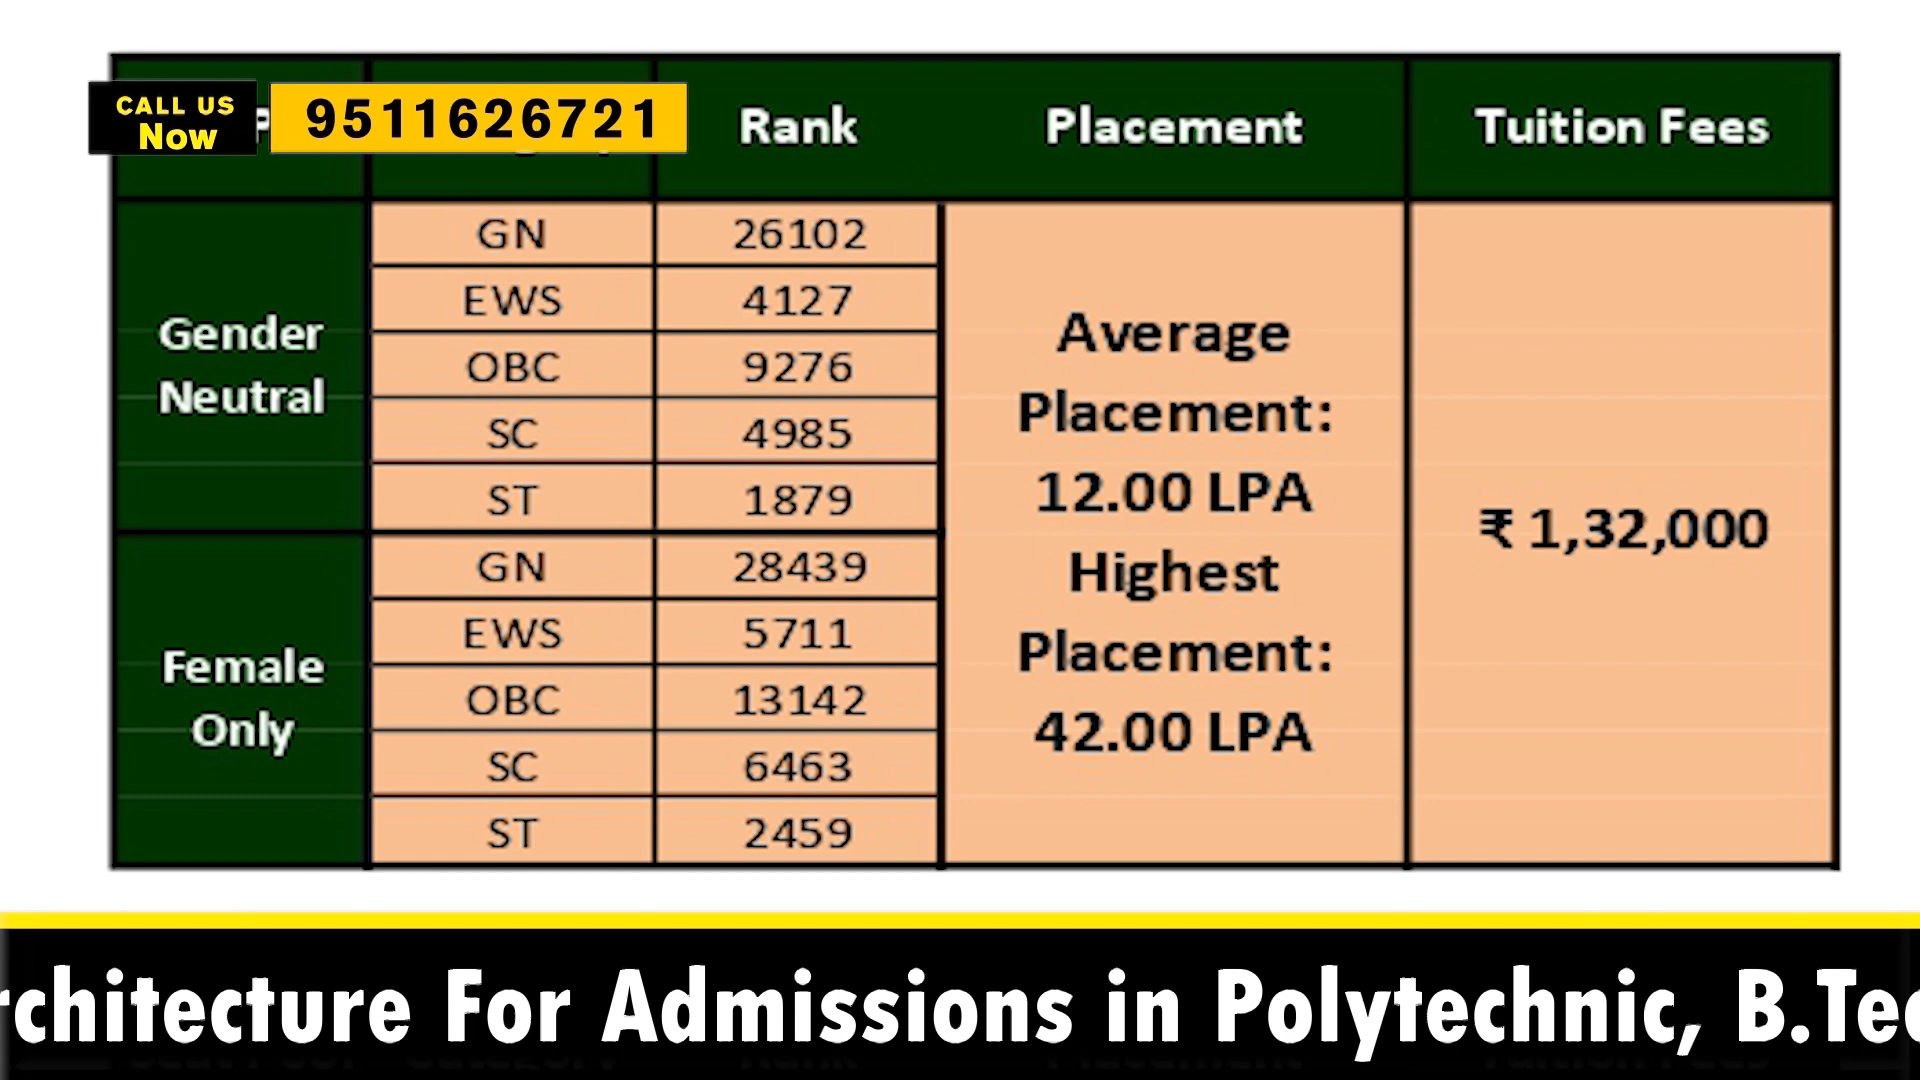 CALL US
Now
9511626721
Rank
Placement
Tuition Fees
Gender
Neutral
GN
26102
EWS
4127
OBC
9276
SC
4985
ST
1879
Female
Only
GN
28439
EWS
5711
OBC
13142
SC
6463
ST
2459
Average
Placement:
12.00 LPA
Highest
Placement:
42.00 LPA
₹ 1,32,000
rchitecture For Admissions in Polytechnic, B.Tec